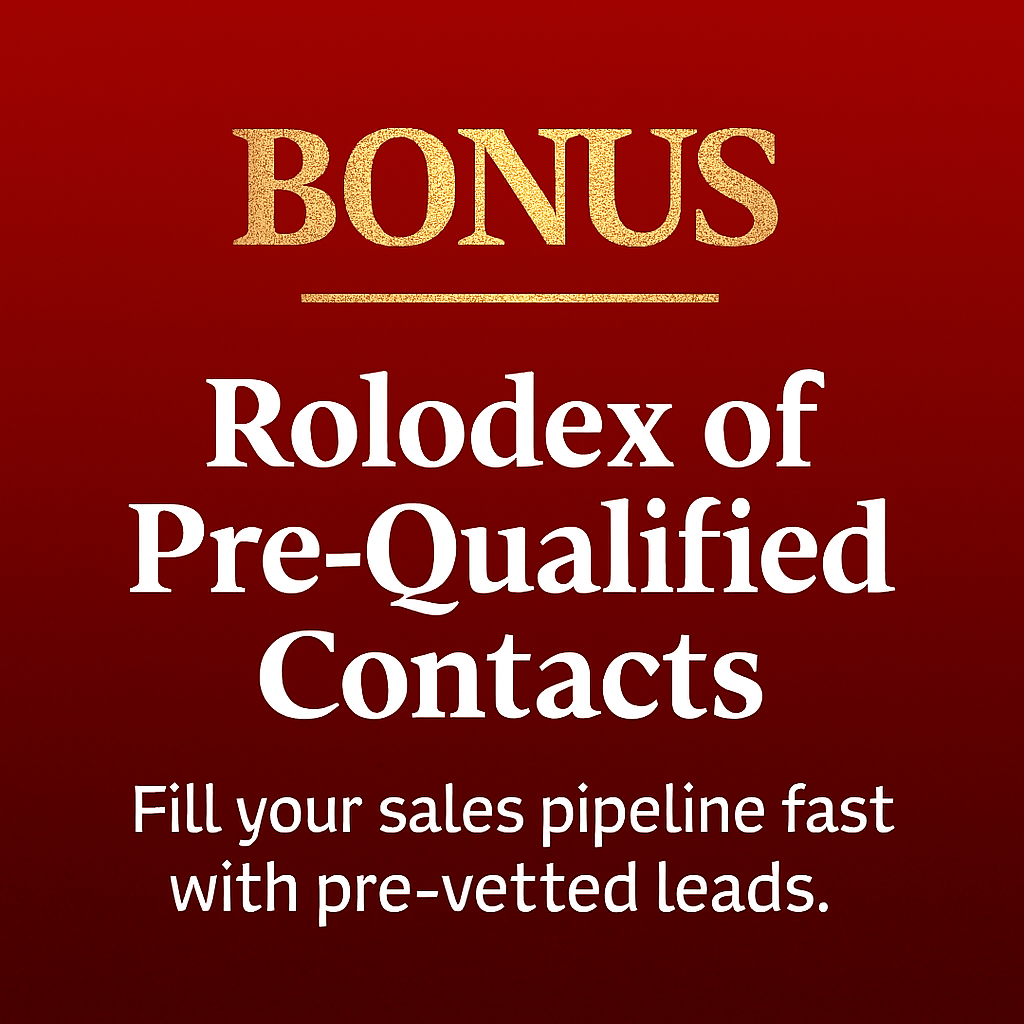 BONUS
Rolodex of
Pre-Qualified
Contacts
Fill your sales pipeline fast
with pre-vetted leads.